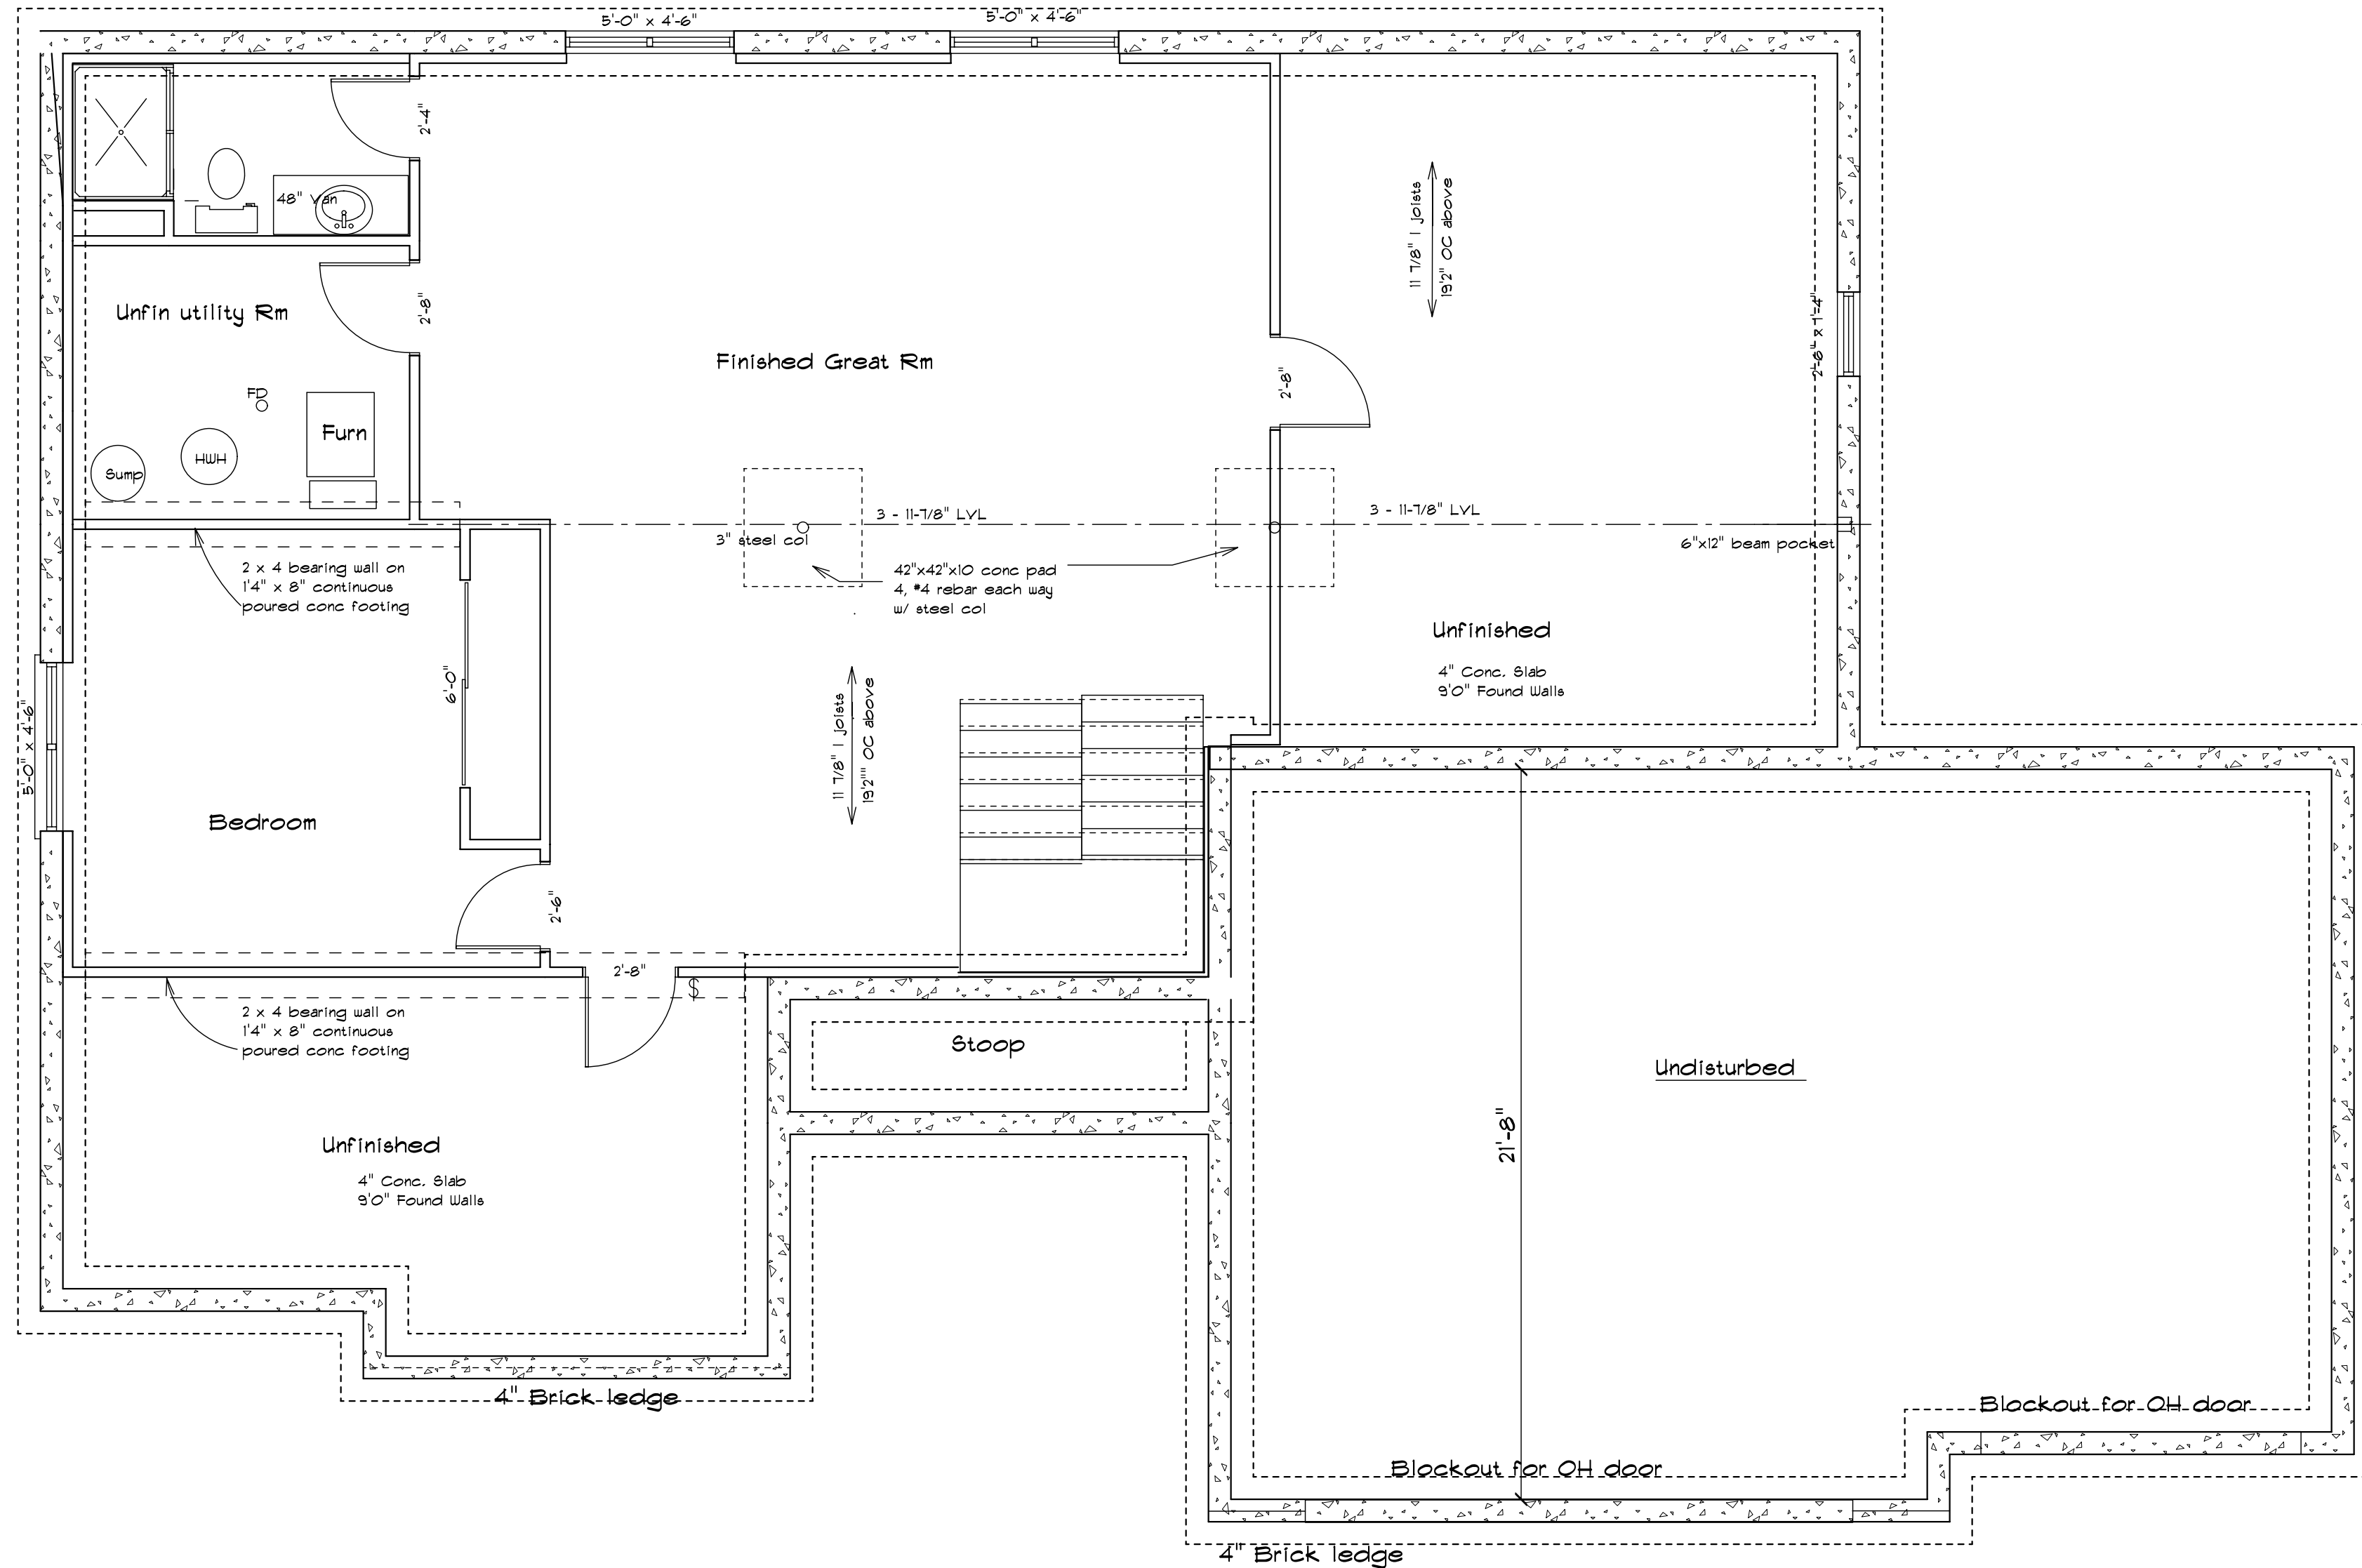 5'-0" x 4'-6"
5'-0" x 4'-6"
2'-4"
48" Van
11 7/8" I joists
19'2" OC above
2'-8"
Unfin utility Rm
2'-6" x 1'-4"
Finished Great Rm
2'-8"
FD
Furn
HWH
Sump
3 - 11-7/8" LVL
3 - 11-7/8" LVL
3" steel col
6"x12" beam pocket
2 x 4 bearing wall on
1'4" x 8" continuous
poured conc footing
42"x42"x10 conc pad
4, #4 rebar each way
w/ steel col
Unfinished
4" Conc. Slab
9'0" Found Walls
6'-0"
11 7/8" I joists
19'2"" OC above
5'-0" x 4'-6"
Bedroom
2'-6"
2'-8"
$
2 x 4 bearing wall on
1'4" x 8" continuous
poured conc footing
Stoop
Undisturbed
21'-8"
Unfinished
4" Conc. Slab
9'0" Found Walls
4" Brick ledge
Blockout for OH door
Blockout for OH door
4" Brick ledge